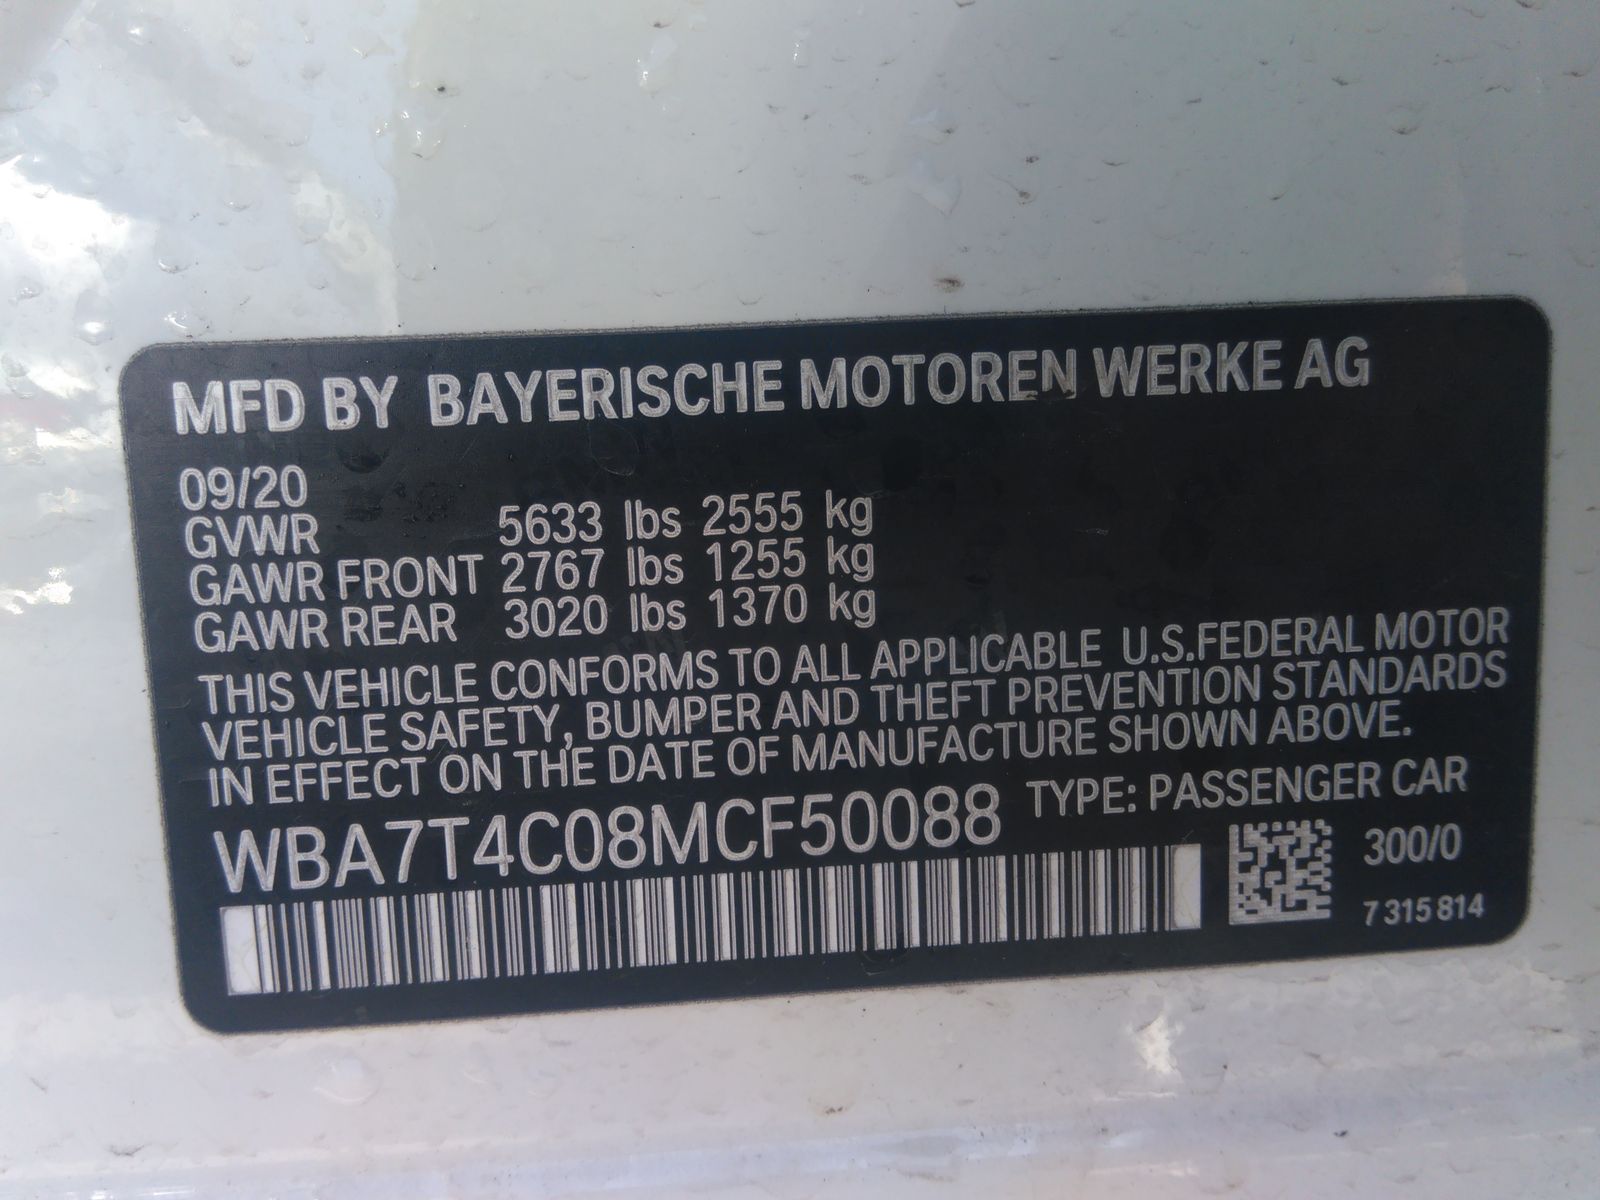 MFD BY BAYERISCHE MOTOREN WERKE AG
09/20
GVWR 5633 lbs 2555 kg
GAWR FRONT 2767 lbs 1255 kg
GAWR REAR 3020 lbs 1370 kg
THIS VEHICLE CONFORMS TO ALL APPLICABLE U.S.FEDERAL MOTOR
VEHICLE SAFETY, BUMPER AND THEFT PREVENTION STANDARDS
IN EFFECT ON THE DATE OF MANUFACTURE SHOWN ABOVE.
WBA7T4C08MCF50088 TYPE: PASSENGER CAR
300/0
7 315 814